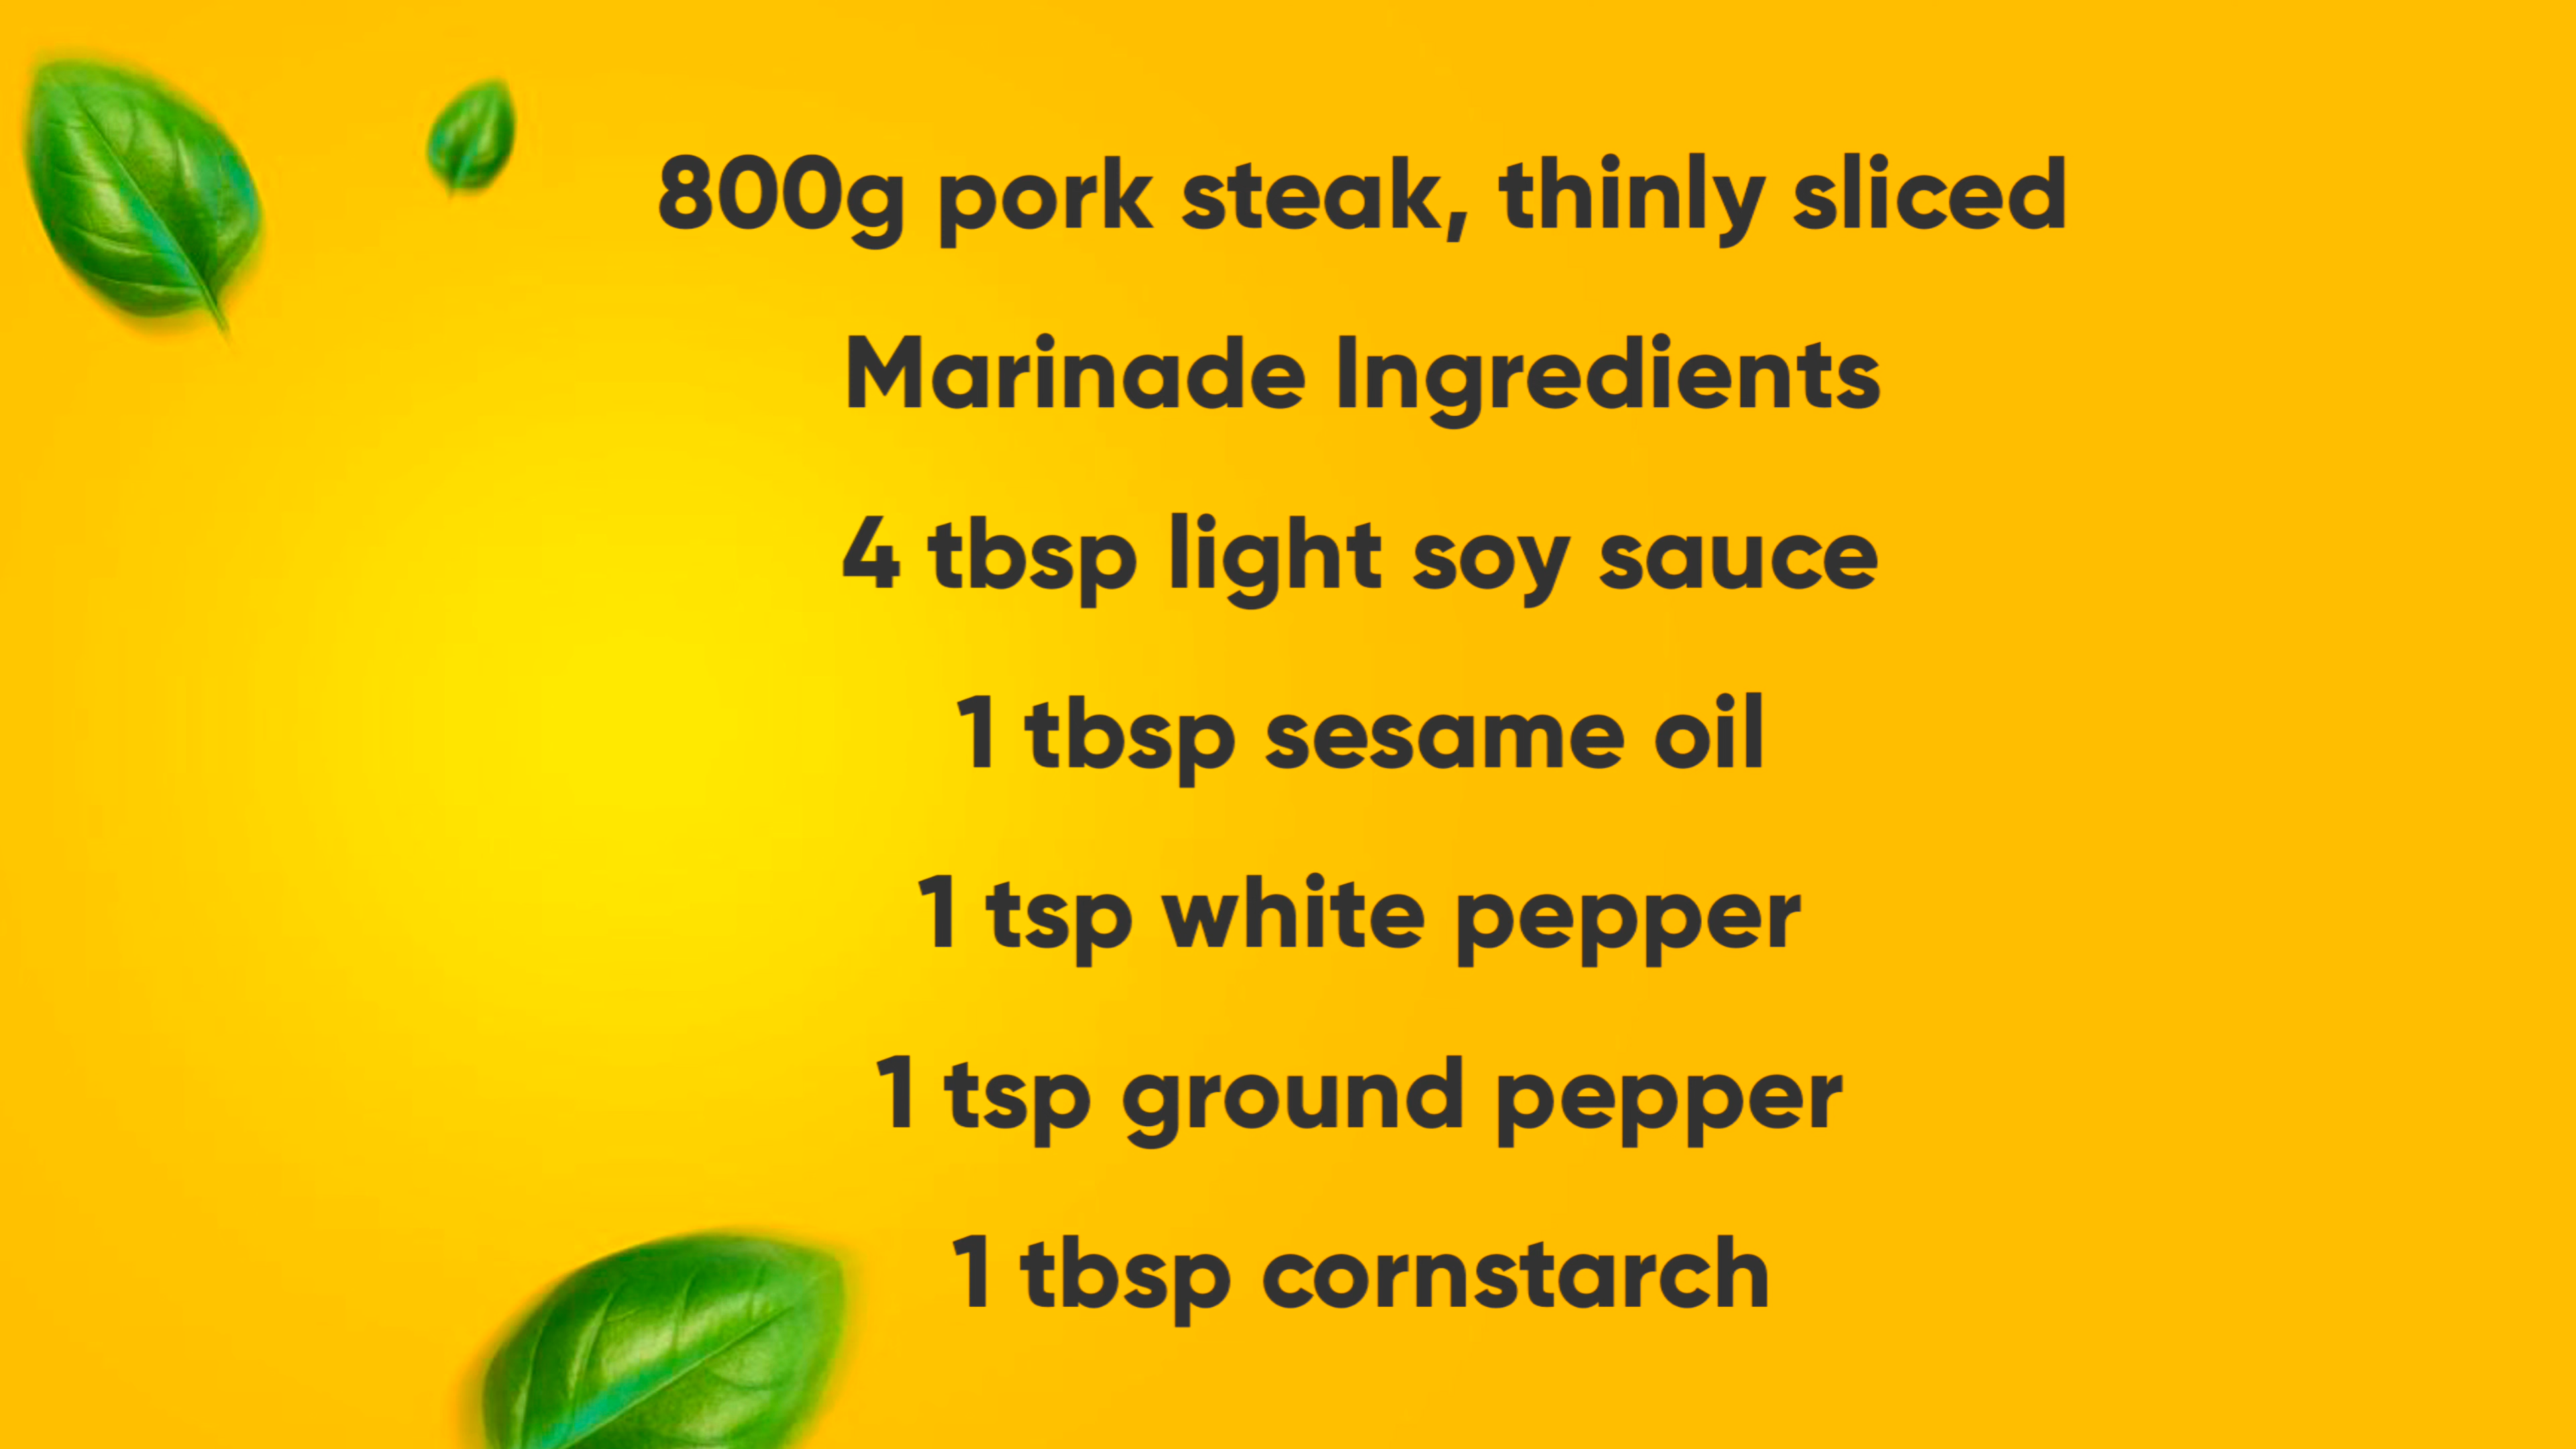 800g pork steak, thinly sliced
Marinade Ingredients
4 tbsp light soy sauce
1 tbsp sesame oil
1 tsp white pepper
1 tsp ground pepper
1 tbsp cornstarch